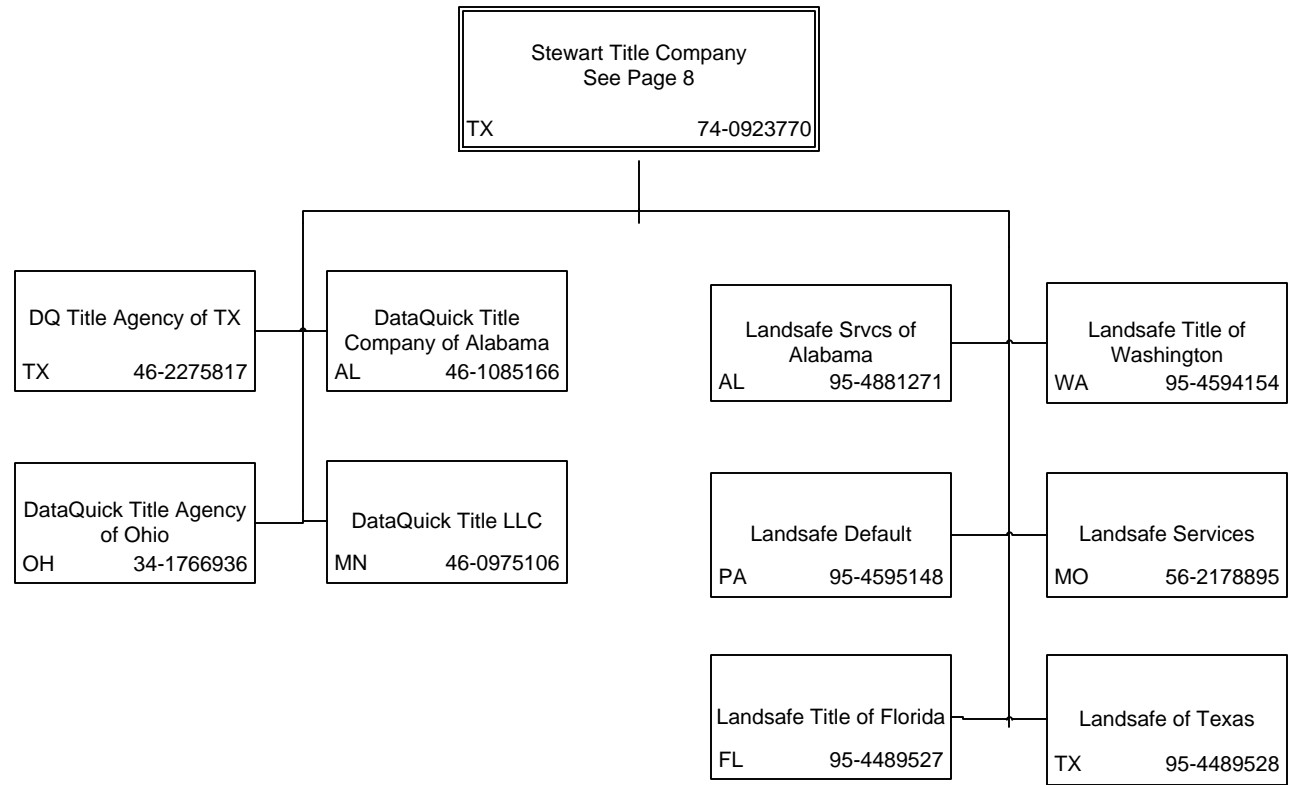 Stewart Title Company
See Page 8
TX 74-0923770
DQ Title Agency of TX
TX 46-2275817
DataQuick Title
Company of Alabama
AL 46-1085166
Landsafe Srvcs of
Alabama
AL 95-4881271
Landsafe Title of
Washington
WA 95-4594154
DataQuick Title Agency
of Ohio
OH 34-1766936
DataQuick Title LLC
MN 46-0975106
Landsafe Default
PA 95-4595148
Landsafe Services
MO 56-2178895
Landsafe Title of Florida
FL 95-4489527
Landsafe of Texas
TX 95-4489528